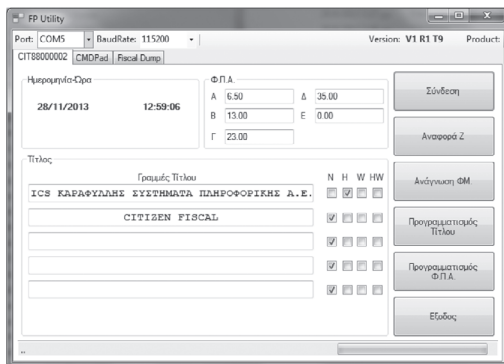 FP Utility
Port: COM5 BaudRate: 115200 Version: V1 R1 T9 Product:
CIT88000002 CMDPad Fiscal Dump
Ημερομηνία-Ώρα
28/11/2013 12:59:06
Φ.Π.Α.
Α 6.50 Δ 35.00
Β 13.00 Ε 0.00
Γ 23.00
Τίτλος
Γραμμές Τίτλου N H W HW
ICS ΚΑΡΑΦΥΛΛΗΣ ΣΥΣΤΗΜΑΤΑ ΠΛΗΡΟΦΟΡΙΚΗΣ Α.Ε.
CITIZEN FISCAL
Σύνδεση
Αναφορά Ζ
Ανάγνωση ΦΜ
Προγραμματισμός
Τίτλου
Προγραμματισμός
Φ.Π.Α.
Εξοδος
..